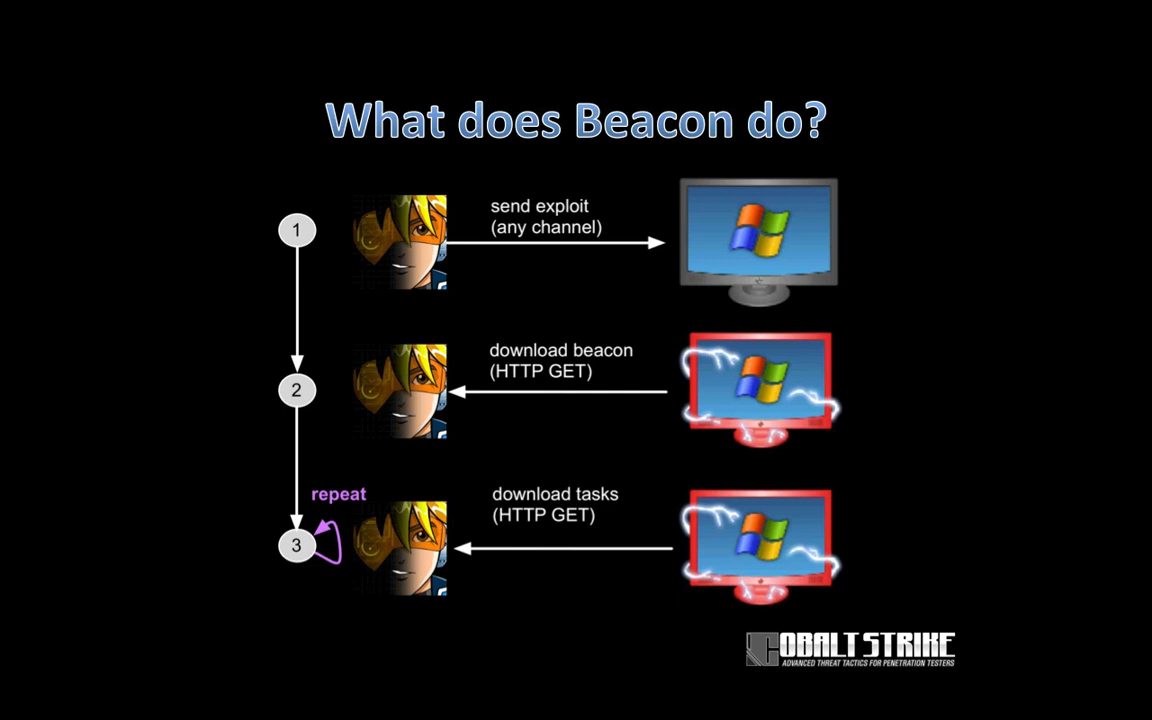 What does Beacon do?
1
send exploit
(any channel)
2
download beacon
(HTTP GET)
repeat
3
download tasks
(HTTP GET)
COBALT STRIKE
ADVANCED THREAT TACTICS FOR PENETRATION TESTERS